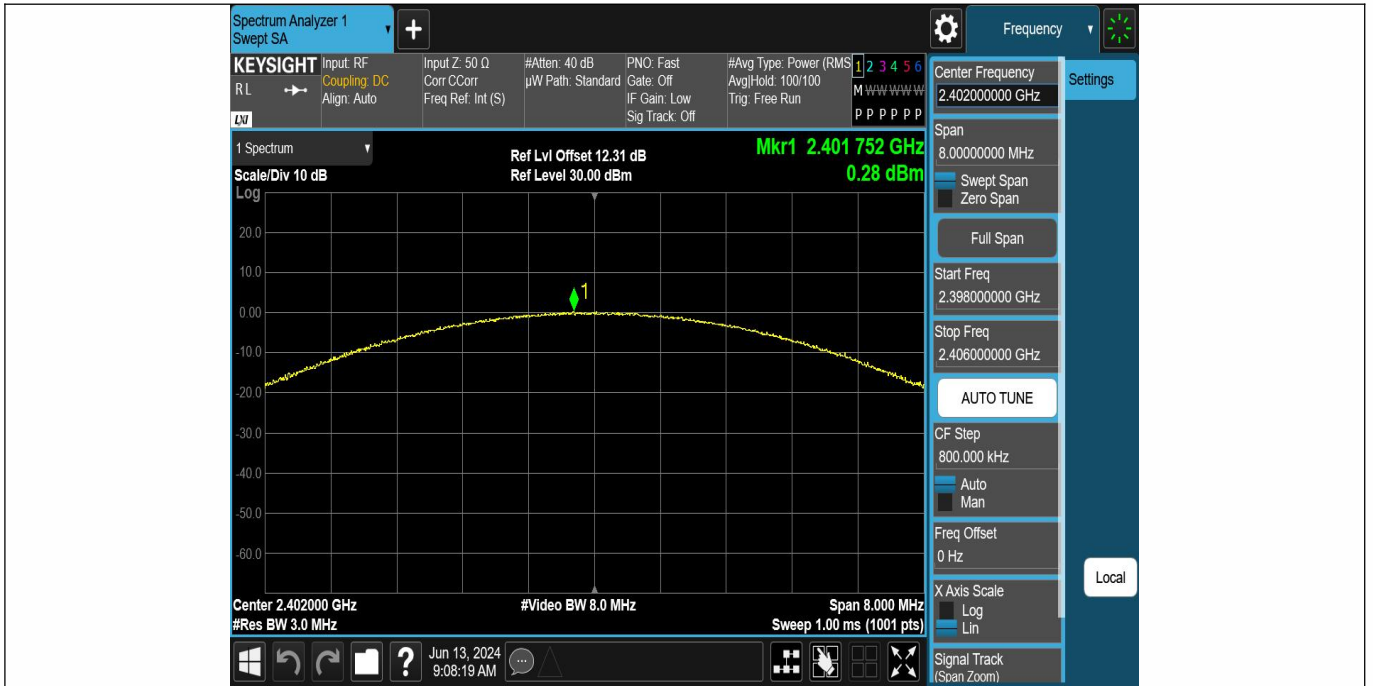 Spectrum Analyzer 1
Swept SA
Frequency
KEYSIGHT
RL
LXI
Input: RF
Coupling: DC
Align: Auto
Input Z: 50 Ω
Corr CCorr
Freq Ref: Int (S)
#Atten: 40 dB
µW Path: Standard
PNO: Fast
Gate: Off
IF Gain: Low
Sig Track: Off
#Avg Type: Power (RMS
Avg|Hold: 100/100
Trig: Free Run
1 2 3 4 5 6
M W W W W W
P P P P P P
1 Spectrum
Scale/Div 10 dB
Log
Ref Lvl Offset 12.31 dB
Ref Level 30.00 dBm
Mkr1 2.401 752 GHz
0.28 dBm
20.0
10.0
0.00
-10.0
-20.0
-30.0
-40.0
-50.0
-60.0
1
Center 2.402000 GHz
#Res BW 3.0 MHz
#Video BW 8.0 MHz
Span 8.000 MHz
Sweep 1.00 ms (1001 pts)
Jun 13, 2024
9:08:19 AM
Center Frequency
2.402000000 GHz
Settings
Span
8.00000000 MHz
Swept Span
Zero Span
Full Span
Start Freq
2.398000000 GHz
Stop Freq
2.406000000 GHz
AUTO TUNE
CF Step
800.000 kHz
Auto
Man
Freq Offset
0 Hz
X Axis Scale
Log
Lin
Local
Signal Track
(Span Zoom)